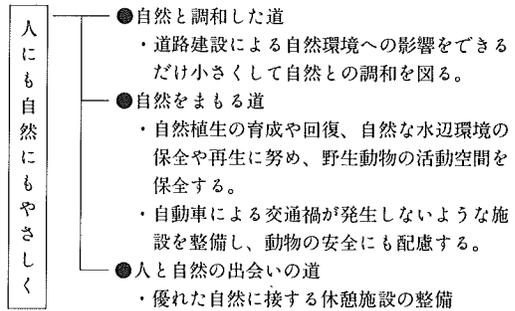 人にも自然にもやさしく
●自然と調和した道
・道路建設による自然環境への影響をできる
だけ小さくして自然との調和を図る。
●自然をまもる道
・自然植生の育成や回復、自然な水辺環境の
保全や再生に努め、野生動物の活動空間を
保全する。
・自動車による交通禍が発生しないような施
設を整備し、動物の安全にも配慮する。
●人と自然の出会いの道
・優れた自然に接する休憩施設の整備